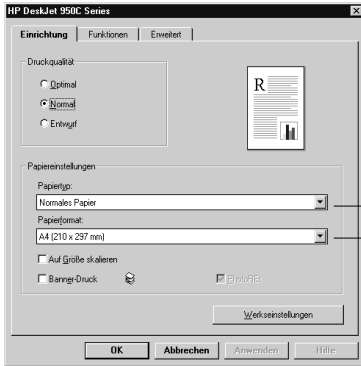 HP DeskJet 950C Series
Einrichtung Funktionen Erweitert
Druckqualität
Optimal
Normal
Entwurf
R
Papiereinstellungen
Papiertyp:
Normales Papier
Papierformat:
A4 (210 x 297 mm)
Auf Größe skalieren
Banner-Druck PhotoREt
Werkseinstellungen
OK Abbrechen Anwenden Hilfe